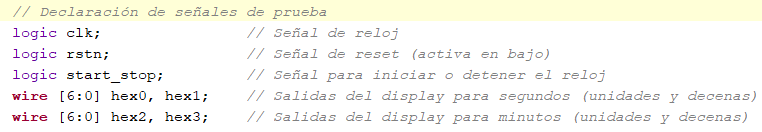 // Declaración de señales de prueba
logic clk;                // Señal de reloj
logic rstn;               // Señal de reset (activa en bajo)
logic start_stop;         // Señal para iniciar o detener el reloj
wire [6:0] hex0, hex1;    // Salidas del display para segundos (unidades y decenas)
wire [6:0] hex2, hex3;    // Salidas del display para minutos (unidades y decenas)